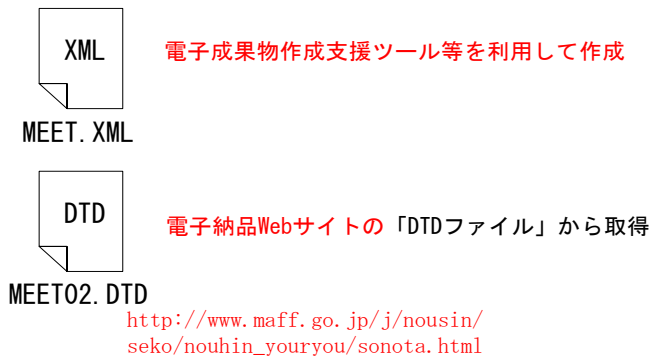 XML
電子成果物作成支援ツール等を利用して作成
MEET.XML
DTD
電子納品Webサイトの「DTDファイル」から取得
MEET02.DTD
http://www.maff.go.jp/j/nousin/
seko/nouhin_youryou/sonota.html